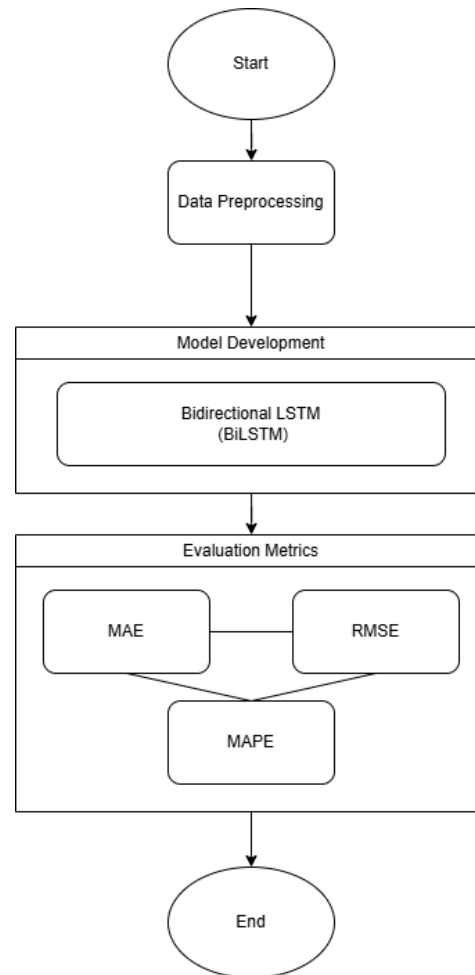 Start
Data Preprocessing
Model Development
Bidirectional LSTM
(BiLSTM)
Evaluation Metrics
MAE
RMSE
MAPE
End